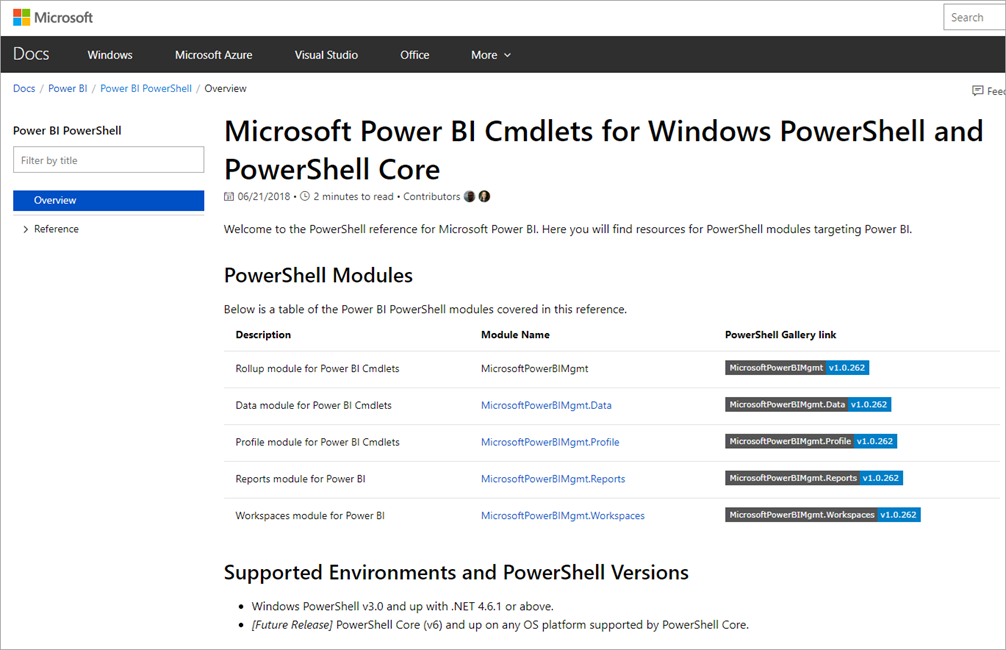 Microsoft
Search
Docs Windows Microsoft Azure Visual Studio Office More
Docs / Power BI / Power BI PowerShell / Overview
Power BI PowerShell
Filter by title
Overview
Reference
Microsoft Power BI Cmdlets for Windows PowerShell and
PowerShell Core
06/21/2018 • 2 minutes to read • Contributors
Welcome to the PowerShell reference for Microsoft Power BI. Here you will find resources for PowerShell modules targeting Power BI.
PowerShell Modules
Below is a table of the Power BI PowerShell modules covered in this reference.
Description Module Name PowerShell Gallery link
Rollup module for Power BI Cmdlets MicrosoftPowerBIMgmt MicrosoftPowerBIMgmt v1.0.262
Data module for Power BI Cmdlets MicrosoftPowerBIMgmt.Data MicrosoftPowerBIMgmt.Data v1.0.262
Profile module for Power BI Cmdlets MicrosoftPowerBIMgmt.Profile MicrosoftPowerBIMgmt.Profile v1.0.262
Reports module for Power BI MicrosoftPowerBIMgmt.Reports MicrosoftPowerBIMgmt.Reports v1.0.262
Workspaces module for Power BI MicrosoftPowerBIMgmt.Workspaces MicrosoftPowerBIMgmt.Workspaces v1.0.262
Supported Environments and PowerShell Versions
• Windows PowerShell v3.0 and up with .NET 4.6.1 or above.
• [Future Release] PowerShell Core (v6) and up on any OS platform supported by PowerShell Core.